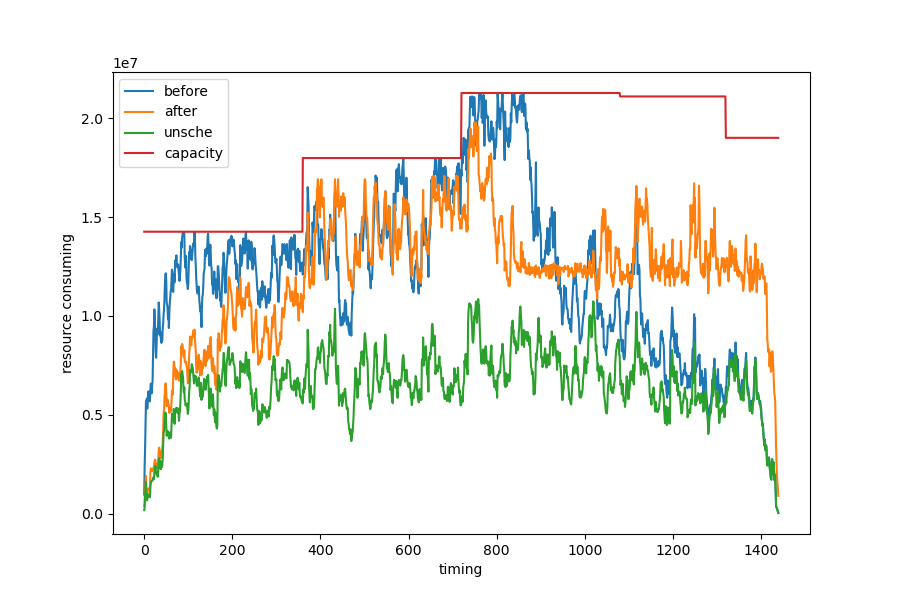 1e7
before
after
unsche
capacity
2.0
1.5
1.0
0.5
0.0
resource consuming
0 200 400 600 800 1000 1200 1400
timing